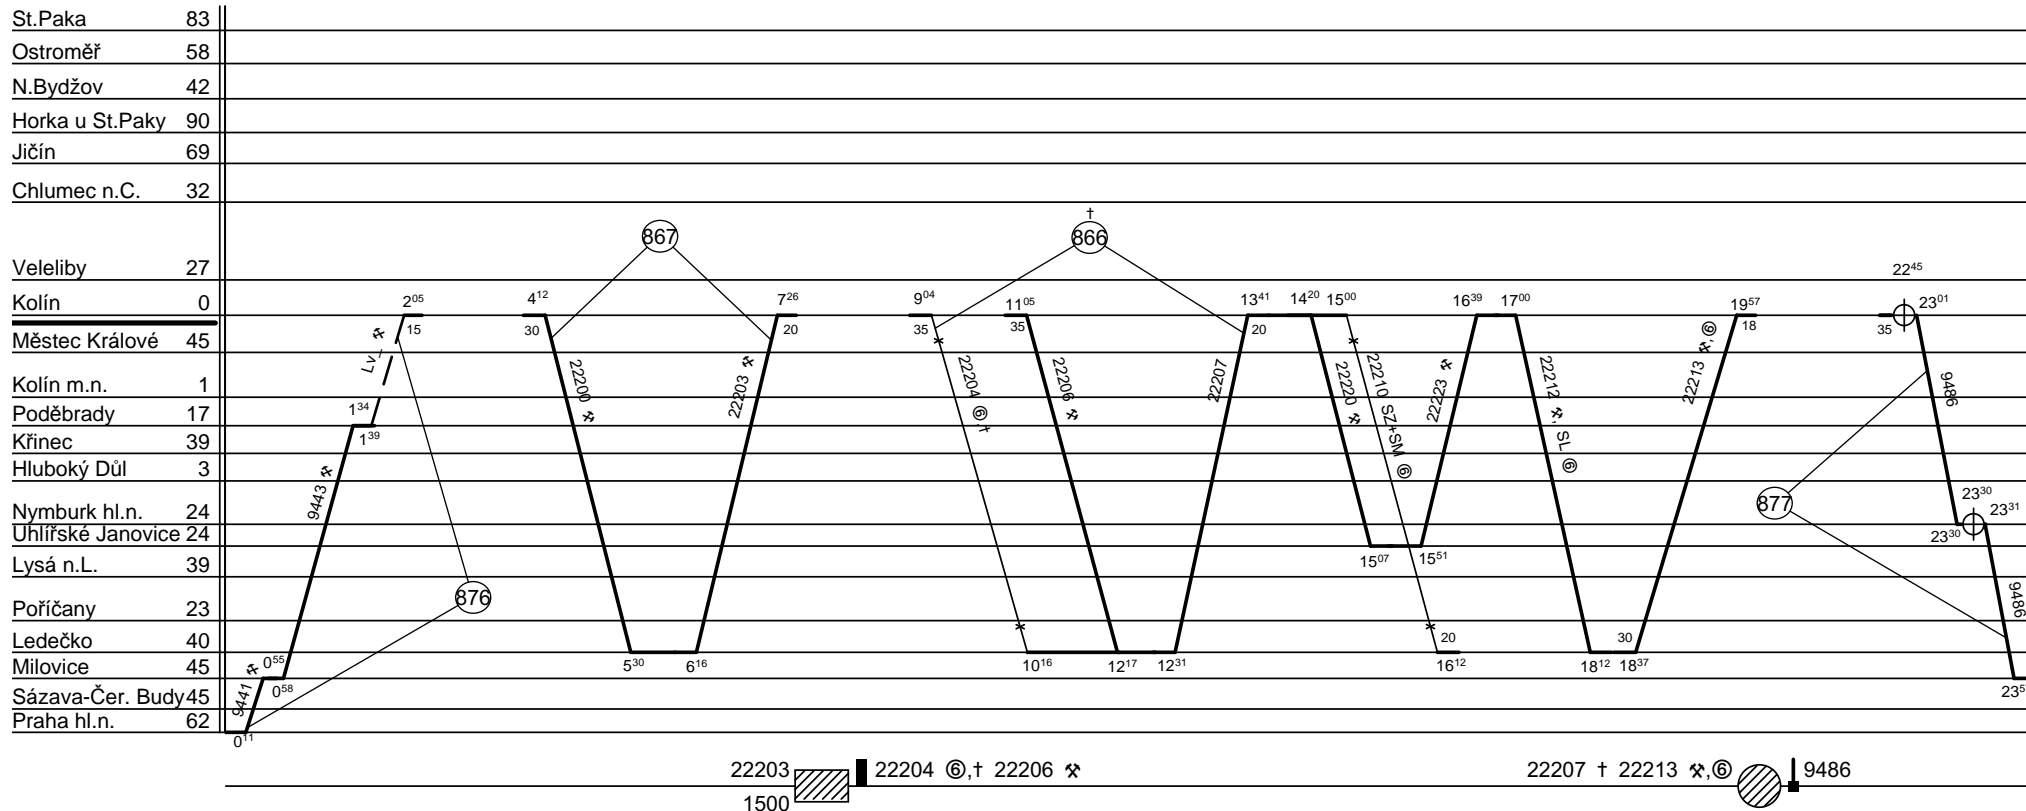 St.Paka 83
Ostroměř 58
N.Bydžov 42
Horka u St.Paky 90
Jičín 69
Chlumec n.C. 32
†
867 866
Veleliby 27 22⁴⁵
Kolín 0 2⁰⁵ 4¹² 7²⁶ 9⁰⁴ 11⁰⁵ 13⁴¹ 14²⁰ 15⁰⁰ 16³⁹ 17⁰⁰ 19⁵⁷ 23⁰¹
15 30 20 35 35 20 18 35
Městec Králové 45
Lv_ ⚒
22200 ⚒
22203 ⚒
22204 ⑥,†
22206 ⚒
22207
22220 ⚒
22210 SZ+SM ⑥
22223 ⚒
22212 ⚒, SL ⑥
22213 ⚒,⑥
9486
Kolín m.n. 1
Poděbrady 17 1³⁴
Křinec 39 1³⁹
Hluboký Důl 3
9443 ⚒
877
Nymburk hl.n. 24 23³⁰ 23³¹
Uhlířské Janovice 24 23³⁰
Lysá n.L. 39 15⁰⁷ 15⁵¹
876
9486
Poříčany 23
Ledečko 40 20 30
Milovice 45 0⁵⁵ 5³⁰ 6¹⁶ 10¹⁶ 12¹⁷ 12³¹ 16¹² 18¹² 18³⁷
9441 ⚒
Sázava-Čer. Budy 45 0⁵⁸ 23⁵
Praha hl.n. 62
0¹¹
22203 22204 ⑥,† 22206 ⚒ 22207 † 22213 ⚒,⑥ 9486
1500